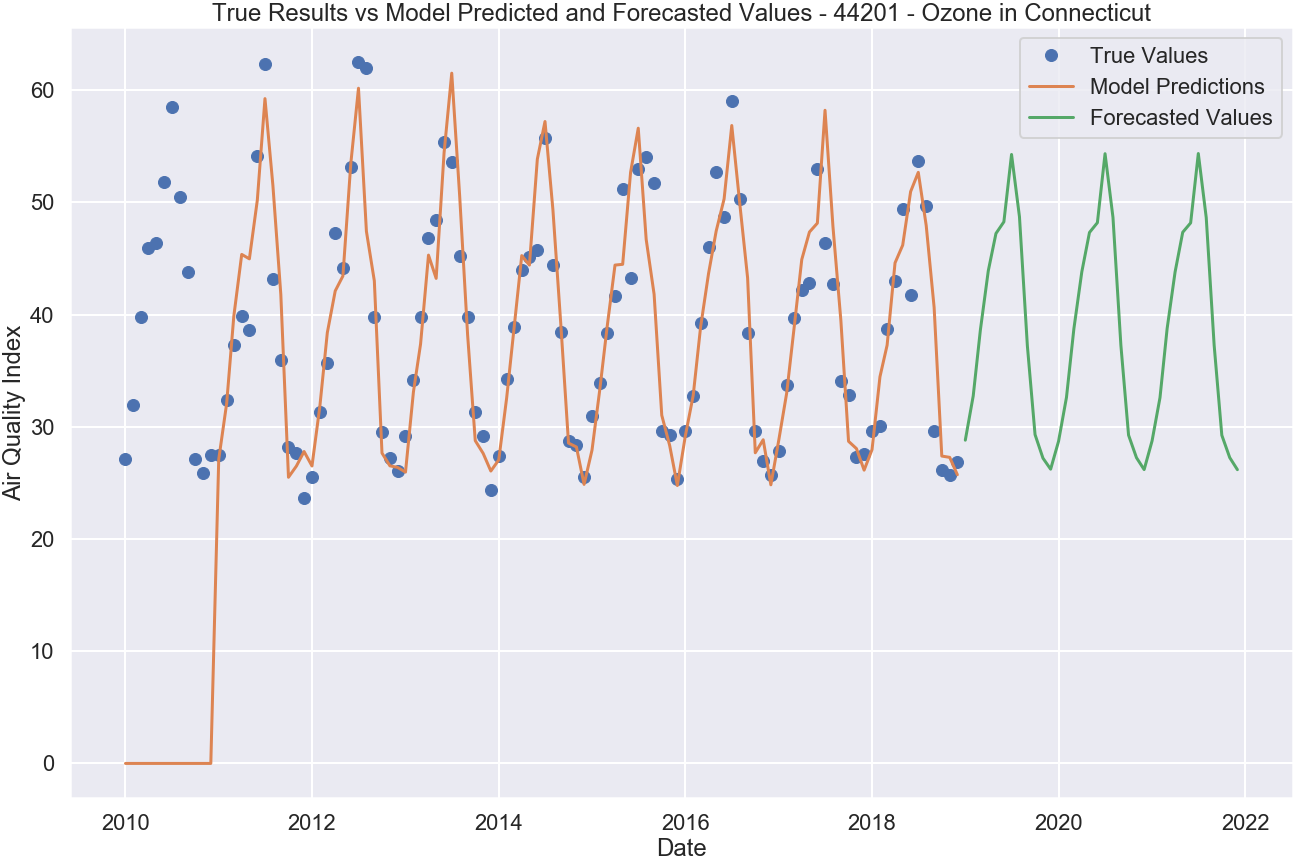 True Results vs Model Predicted and Forecasted Values - 44201 - Ozone in Connecticut
True Values
Model Predictions
Forecasted Values
Air Quality Index
60
50
40
30
20
10
0
2010 2012 2014 2016 2018 2020 2022
Date